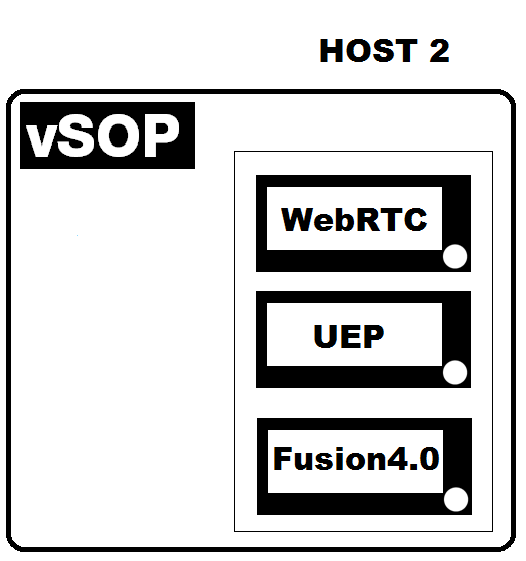 HOST 2
vSOP
WebRTC
UEP
Fusion4.0